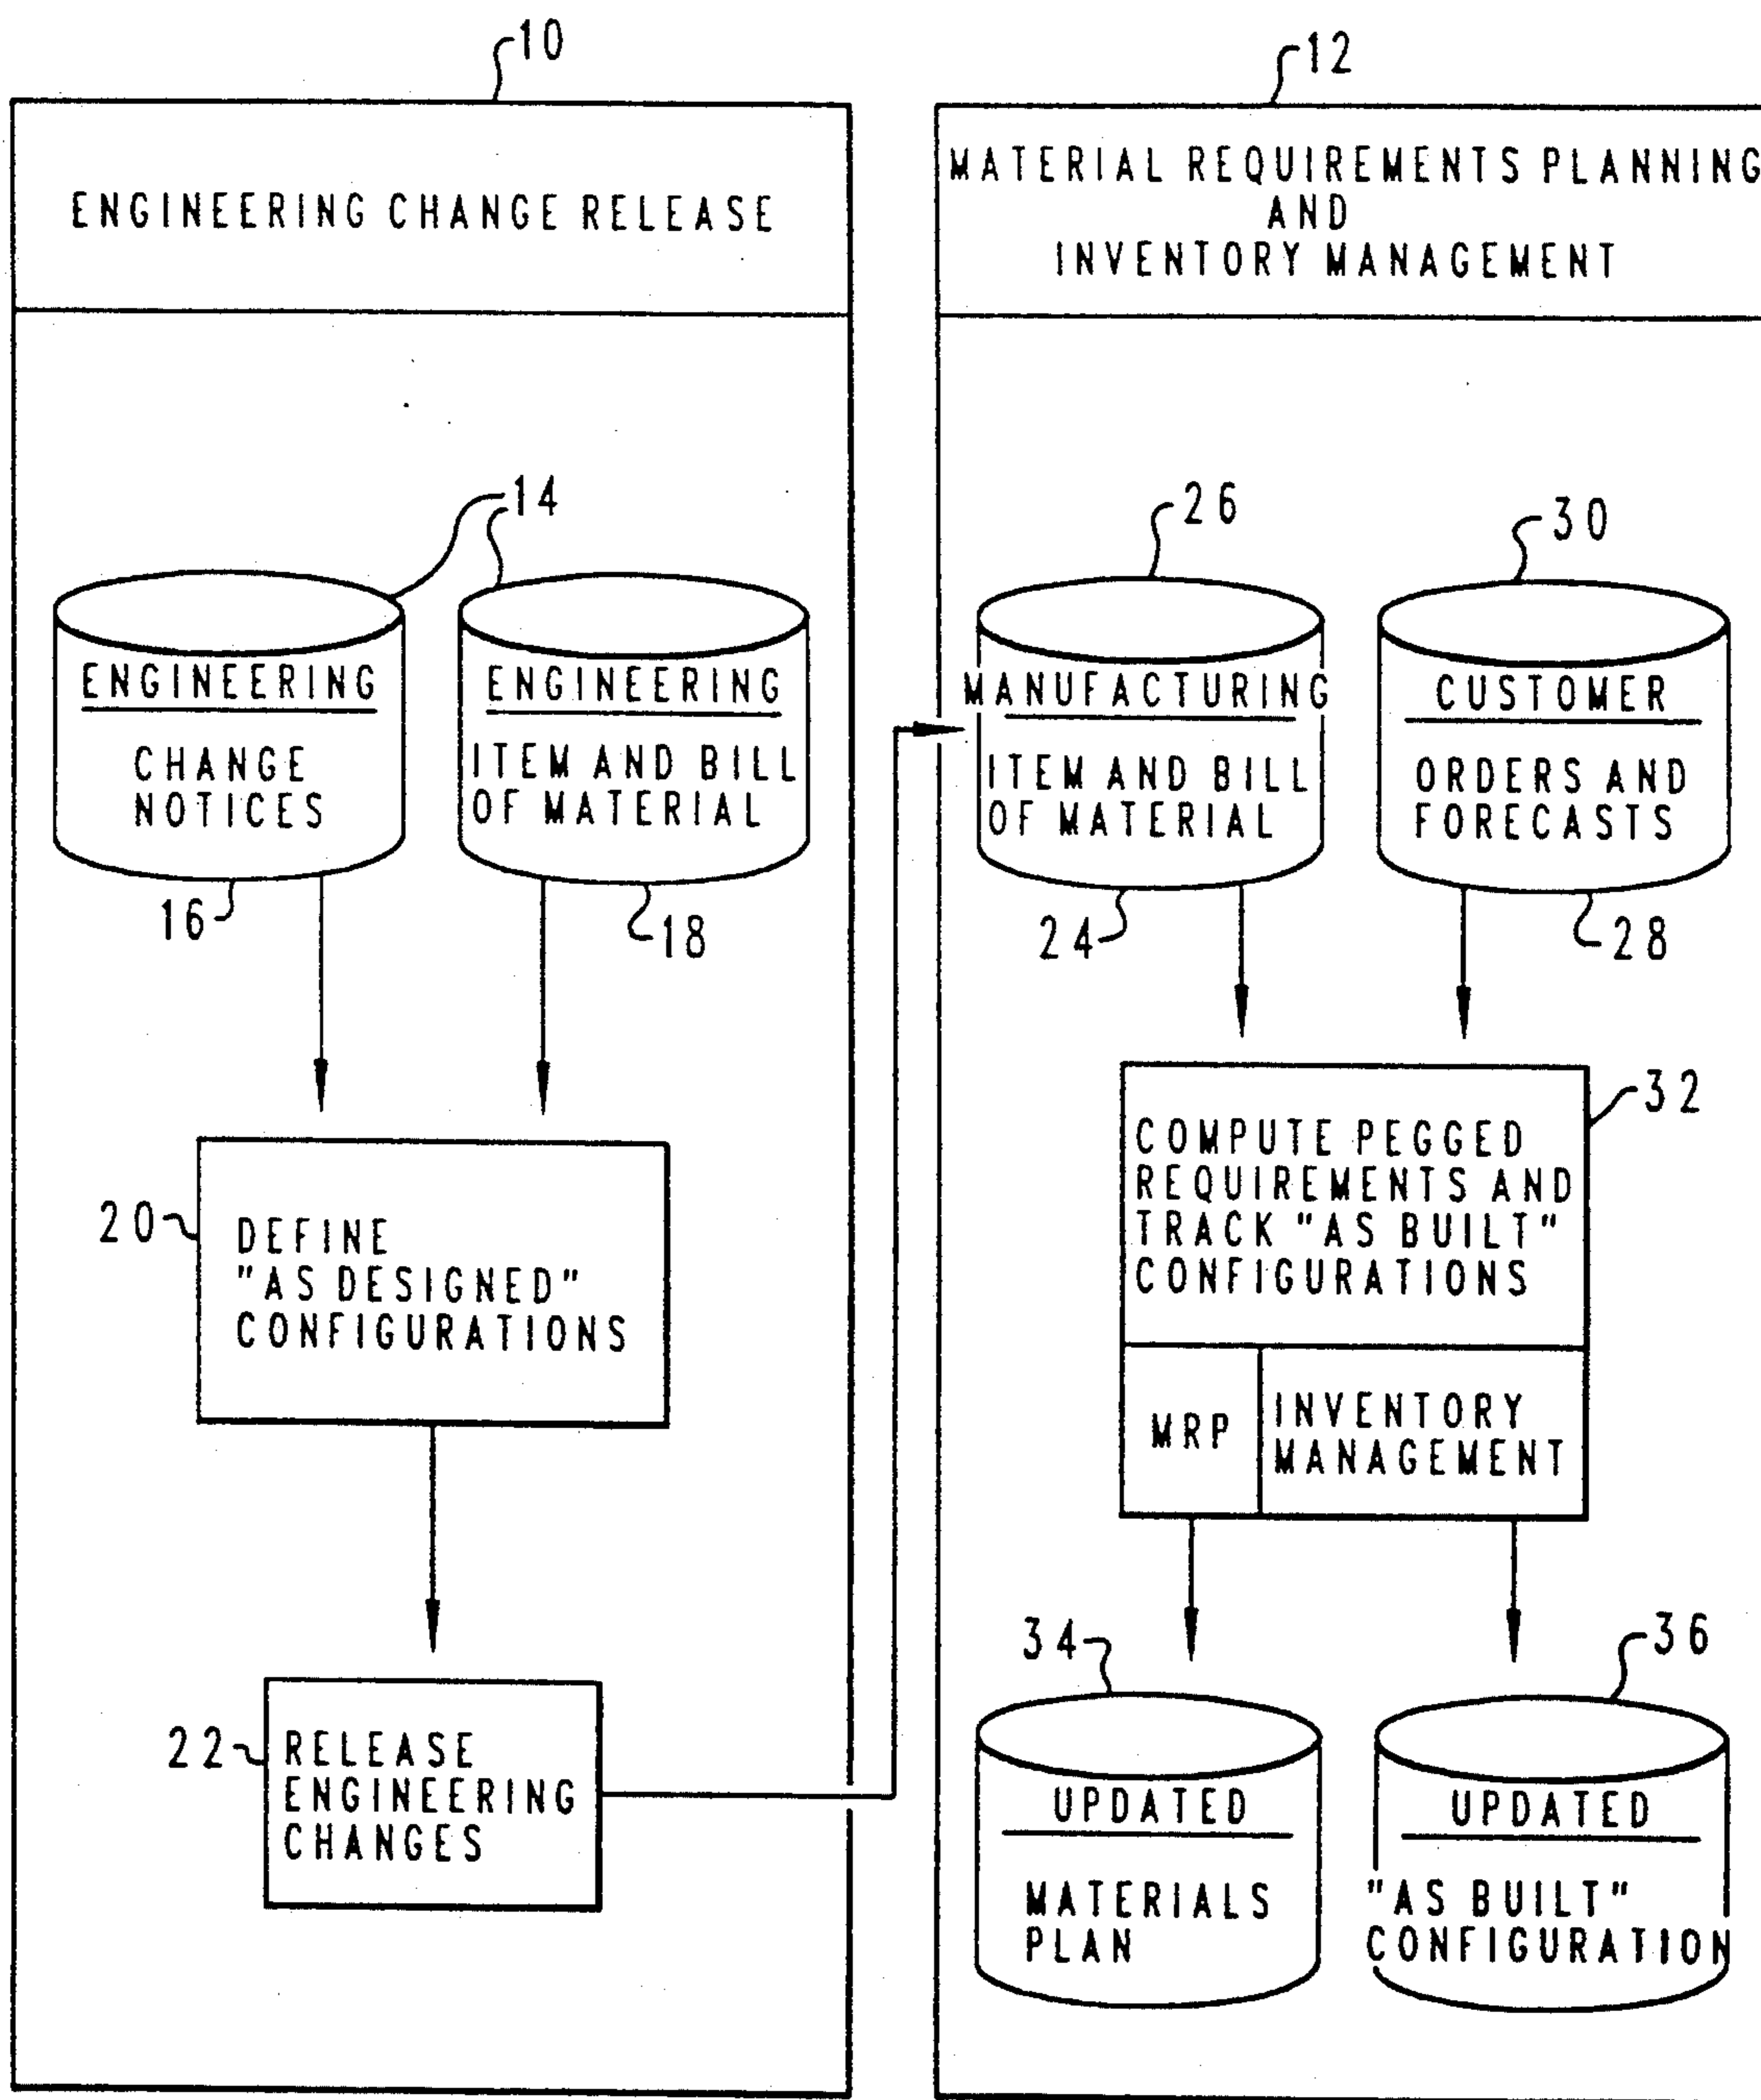 10
ENGINEERING CHANGE RELEASE
14
ENGINEERING
CHANGE
NOTICES
16
ENGINEERING
ITEM AND BILL
OF MATERIAL
18
20
DEFINE
"AS DESIGNED"
CONFIGURATIONS
22
RELEASE
ENGINEERING
CHANGES
12
MATERIAL REQUIREMENTS PLANNING
AND
INVENTORY MANAGEMENT
26
MANUFACTURING
ITEM AND BILL
OF MATERIAL
24
30
CUSTOMER
ORDERS AND
FORECASTS
28
32
COMPUTE PEGGED
REQUIREMENTS AND
TRACK "AS BUILT"
CONFIGURATIONS
MRP
INVENTORY
MANAGEMENT
34
UPDATED
MATERIALS
PLAN
36
UPDATED
"AS BUILT"
CONFIGURATION